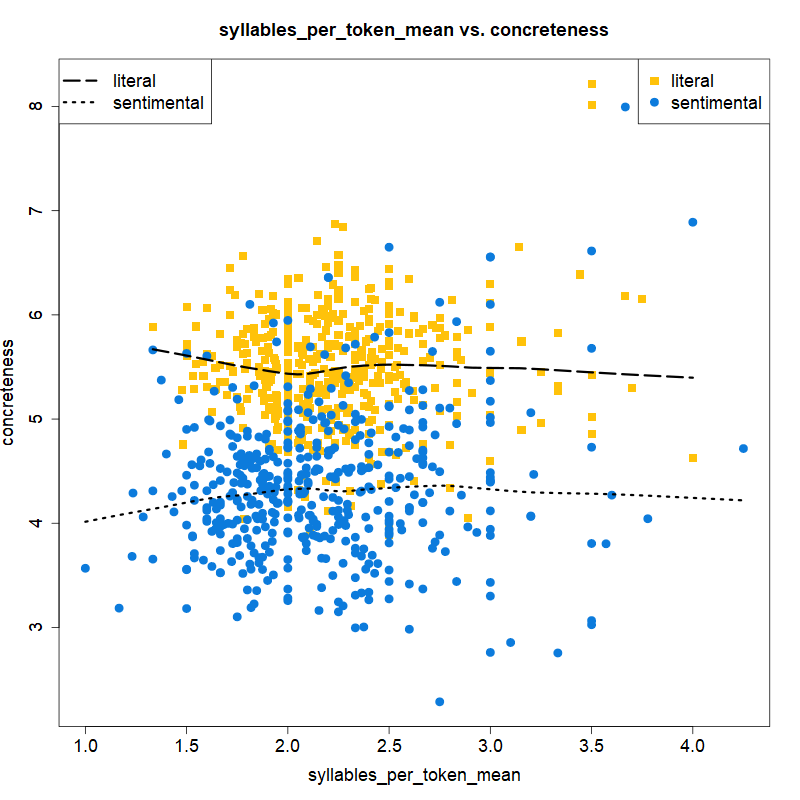 syllables_per_token_mean vs. concreteness
literal
sentimental
literal
sentimental
concreteness
8
7
6
5
4
3
1.0 1.5 2.0 2.5 3.0 3.5 4.0
syllables_per_token_mean